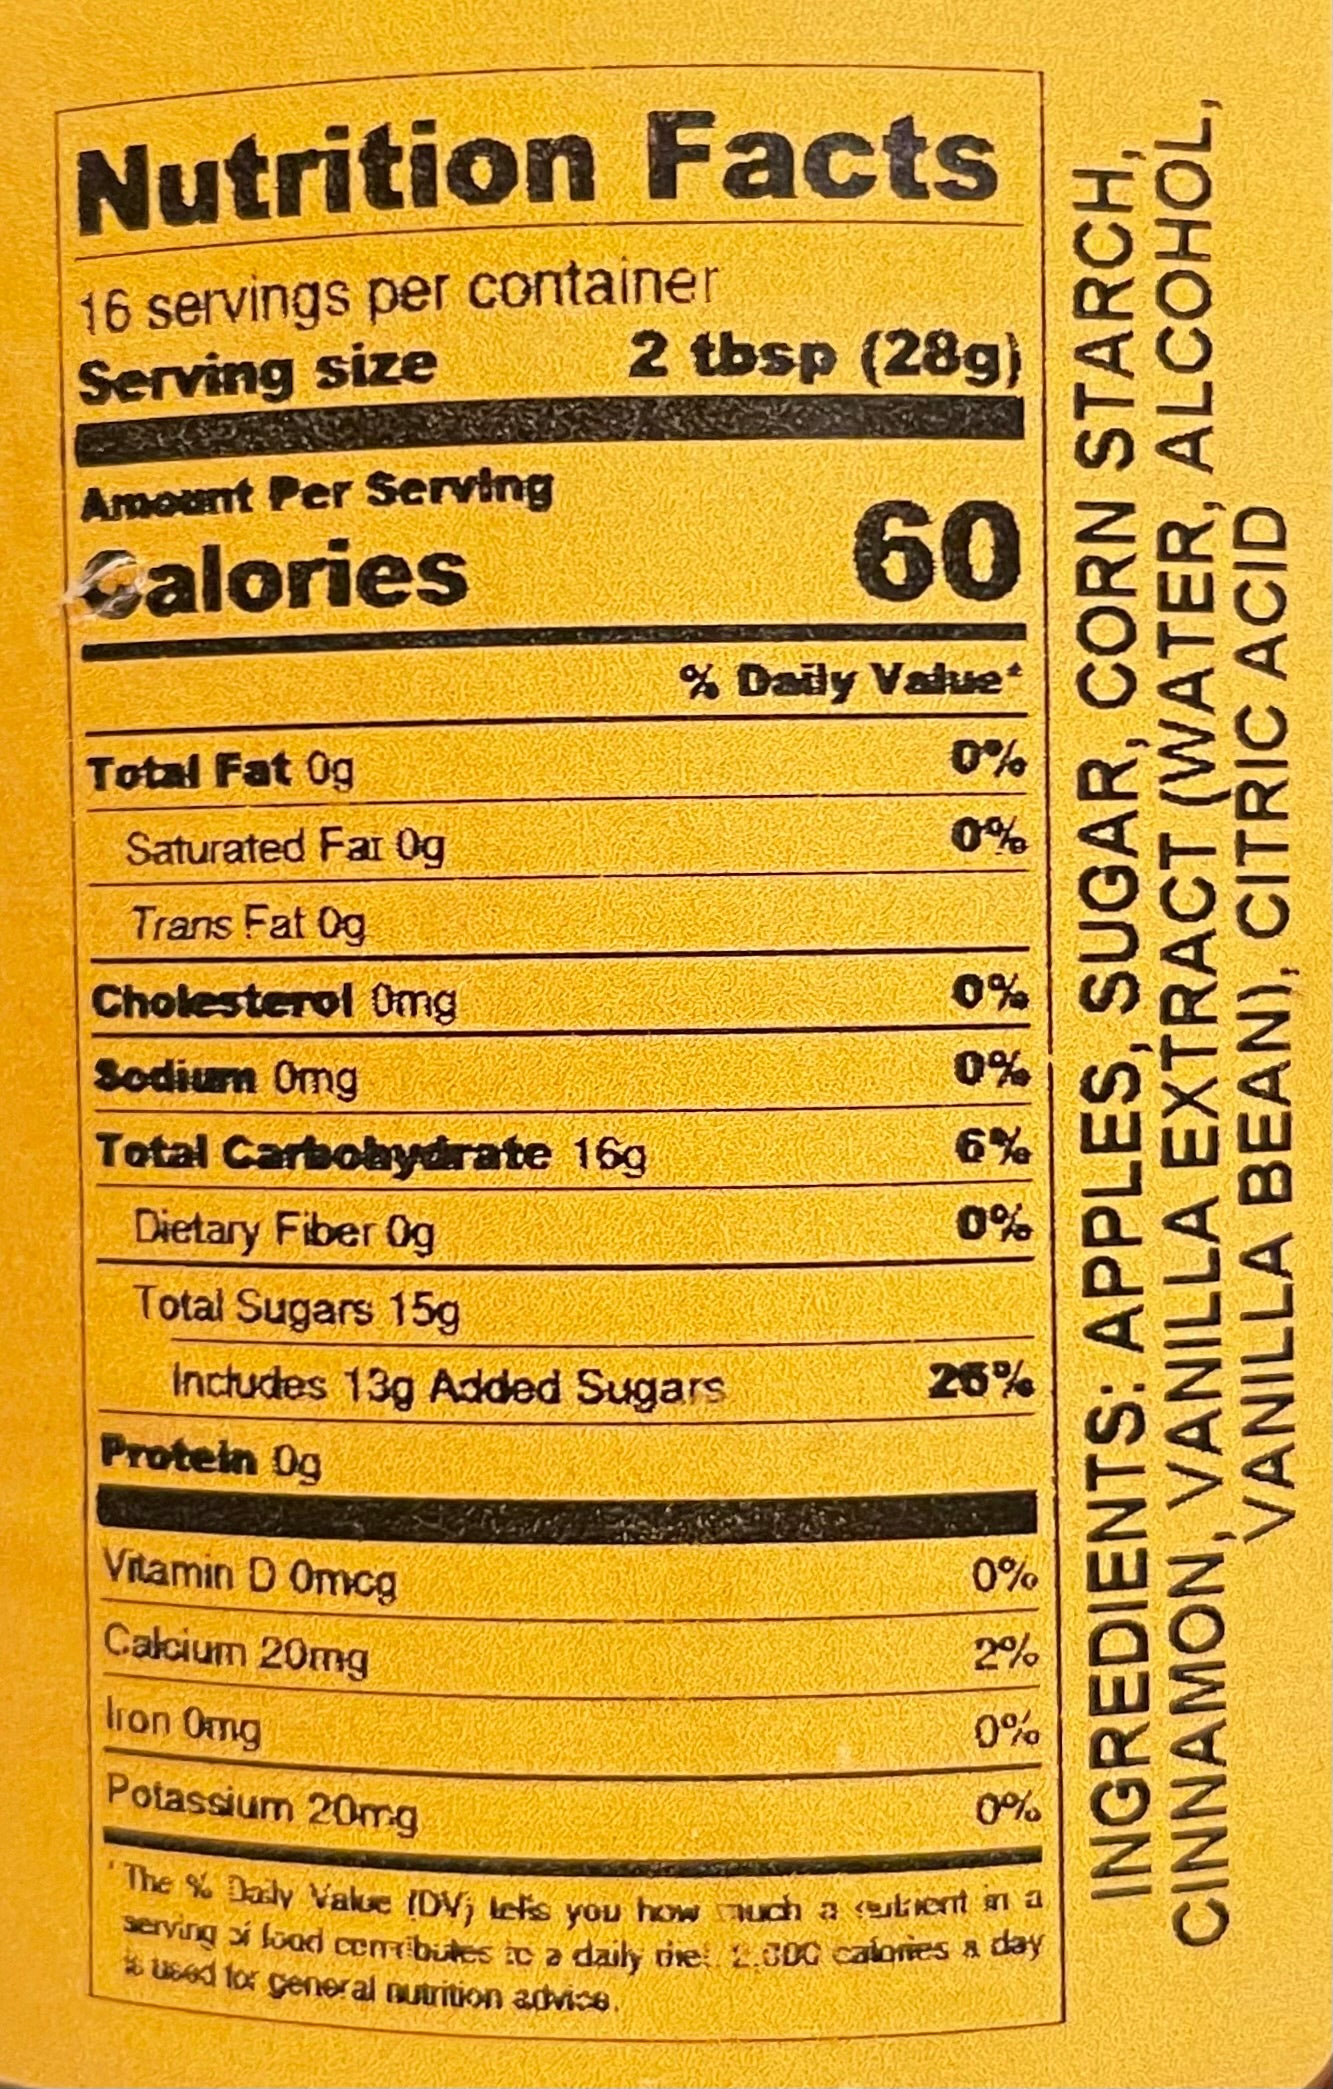 Nutrition Facts
16 servings per container
Serving size 2 tbsp (28g)
Amount Per Serving
Calories 60
% Daily Value*
Total Fat 0g 0%
Saturated Fat 0g 0%
Trans Fat 0g
Cholesterol 0mg 0%
Sodium 0mg 0%
Total Carbohydrate 16g 6%
Dietary Fiber 0g 0%
Total Sugars 15g
Includes 13g Added Sugars 26%
Protein 0g
Vitamin D 0mcg 0%
Calcium 20mg 2%
Iron 0mg 0%
Potassium 20mg 0%
*The % Daily Value (DV) tells you how much a nutrient in a
serving of food contributes to a daily diet. 2,000 calories a day
is used for general nutrition advice.
INGREDIENTS: APPLES, SUGAR, CORN STARCH,
CINNAMON, VANILLA EXTRACT (WATER, ALCOHOL,
VANILLA BEAN), CITRIC ACID